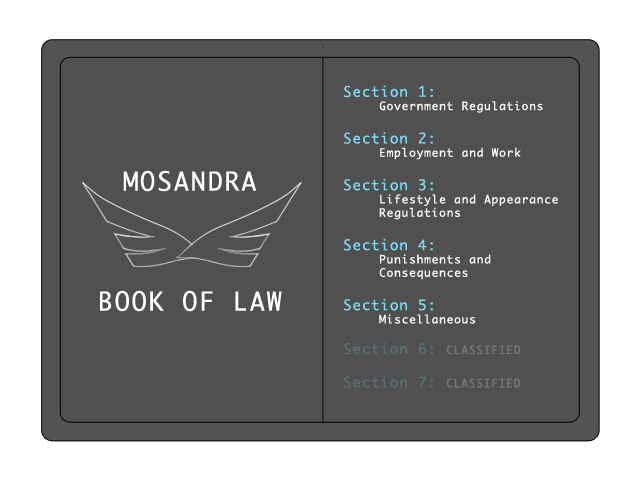 MOSANDRA
BOOK OF LAW
Section 1:
Government Regulations
Section 2:
Employment and Work
Section 3:
Lifestyle and Appearance
Regulations
Section 4:
Punishments and
Consequences
Section 5:
Miscellaneous
Section 6: CLASSIFIED
Section 7: CLASSIFIED